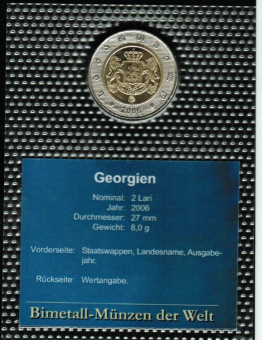 2006
Georgien
Nominal: 2 Lari
Jahr: 2006
Durchmesser: 27 mm
Gewicht: 8,0 g
Vorderseite: Staatswappen, Landesname, Ausgabe-
jahr.
Rückseite: Wertangabe.
Bimetall-Münzen der Welt